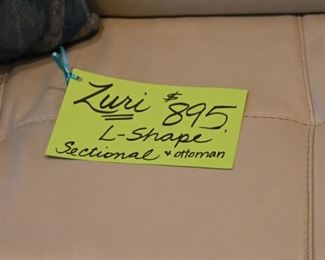 Zuri $895.
L-Shape
Sectional + ottoman